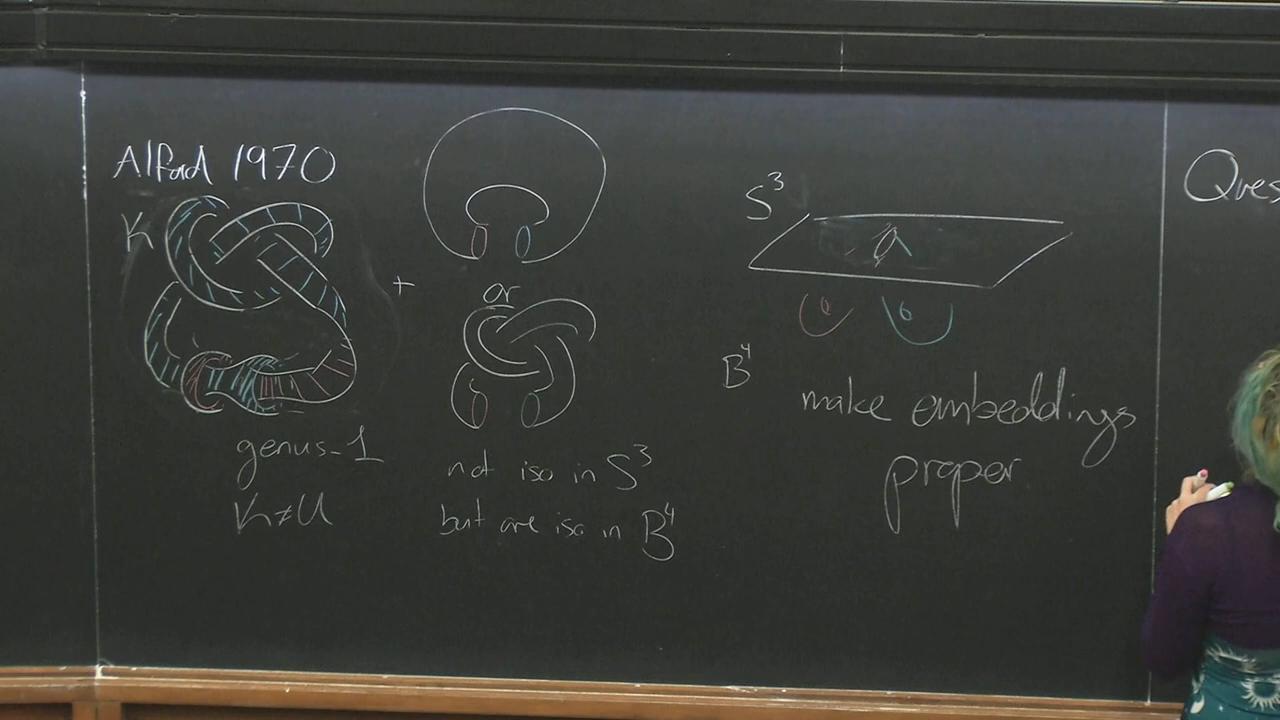 Alford 1970
K
+
or
genus-1
K≠U
not iso in S³
but are iso in B⁴
S³
B⁴
make embeddings
proper
Ques